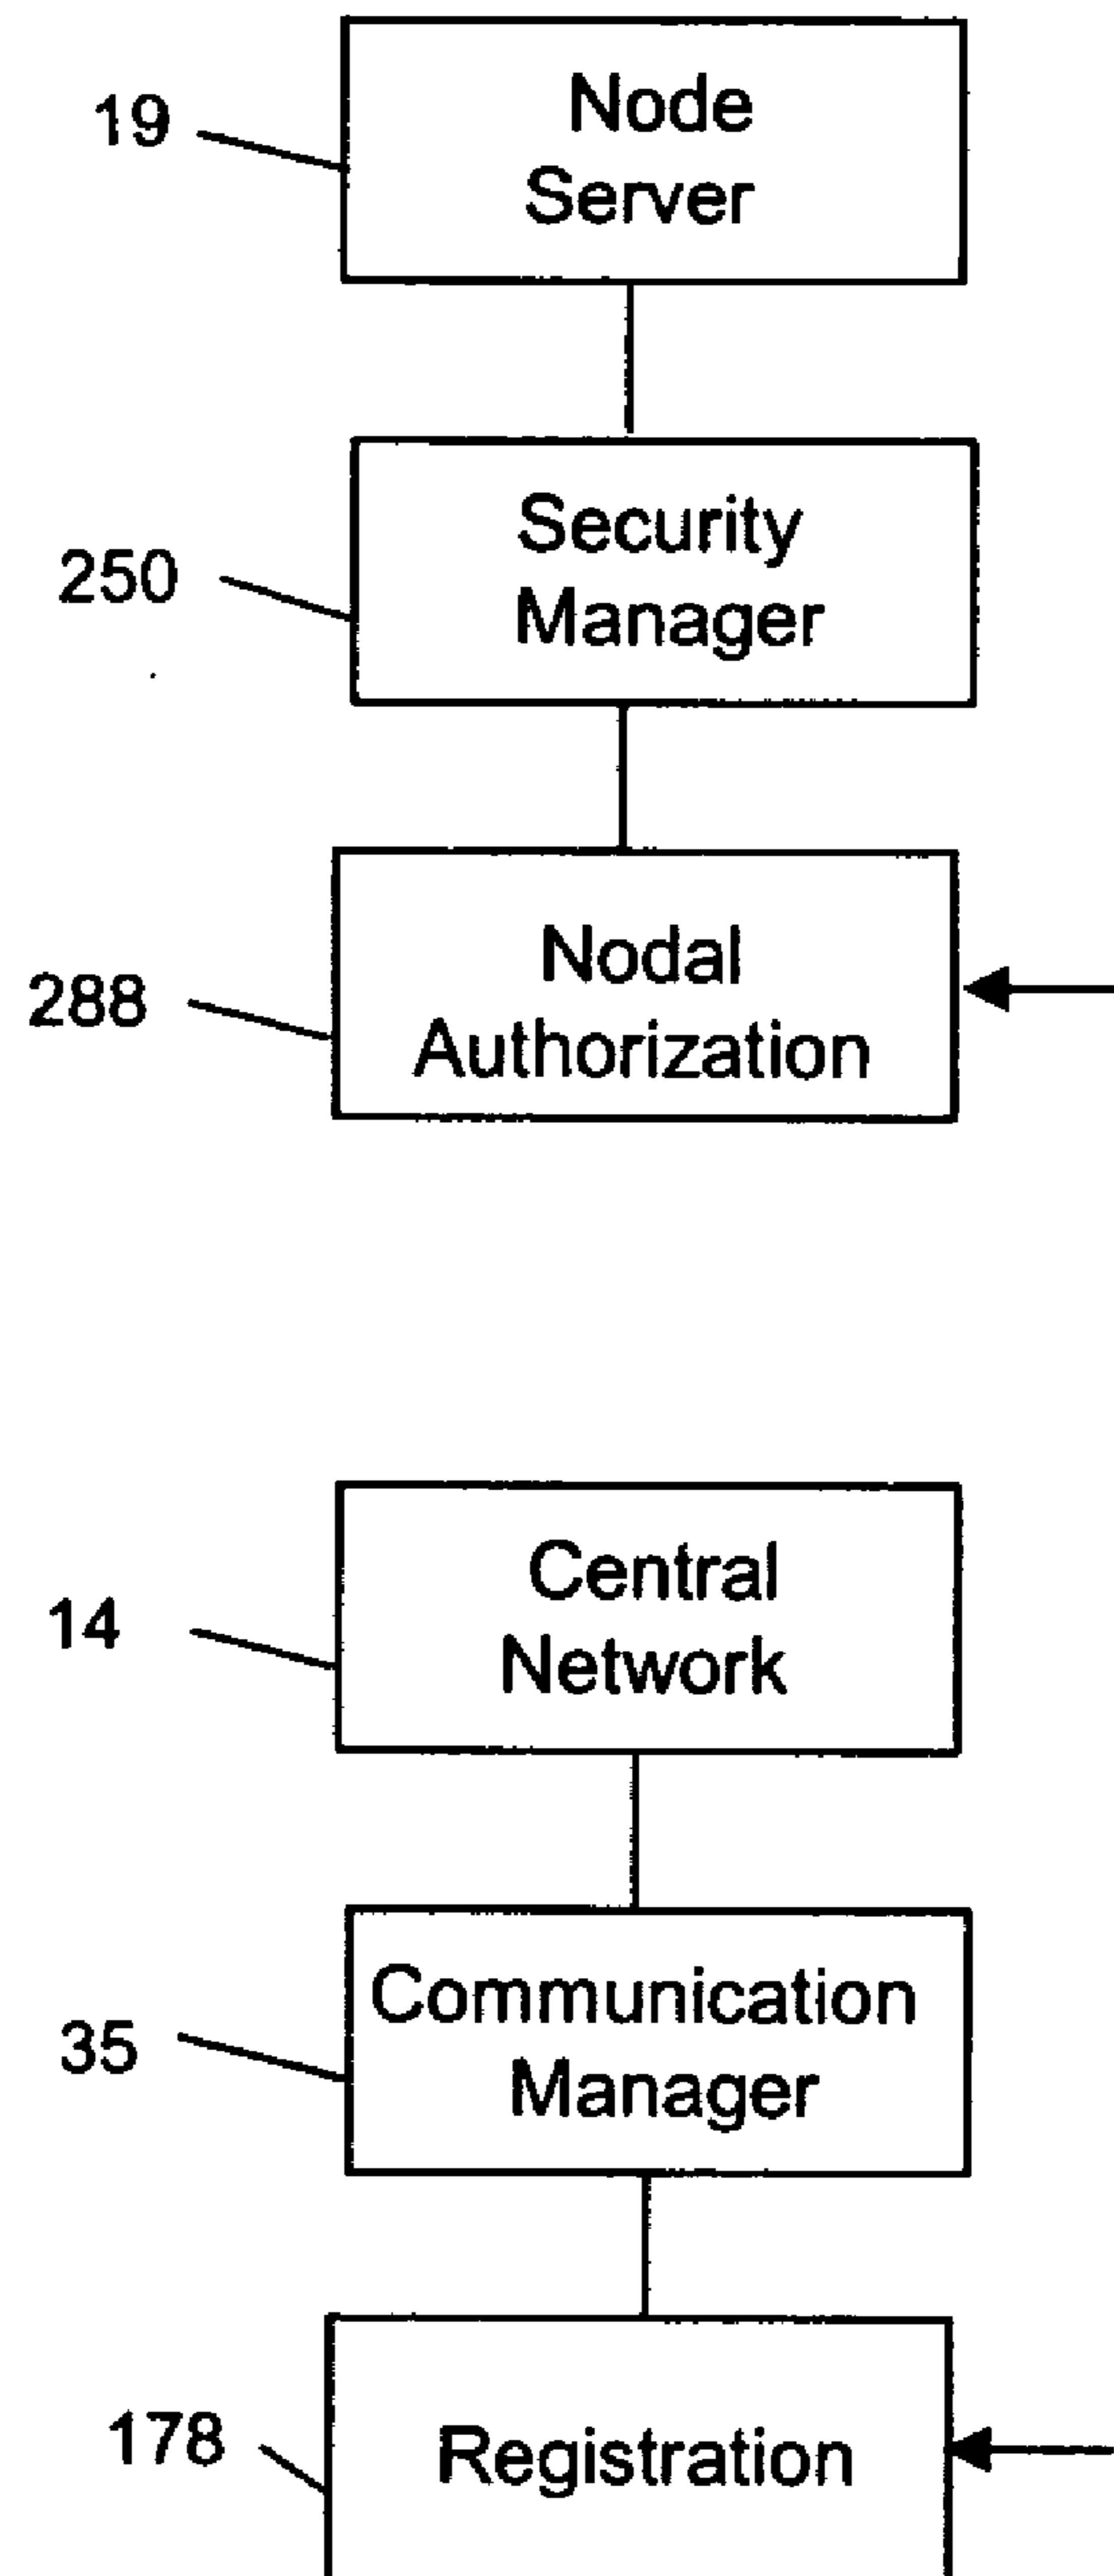 19
Node
Server
250
Security
Manager
288
Nodal
Authorization
14
Central
Network
35
Communication
Manager
178
Registration